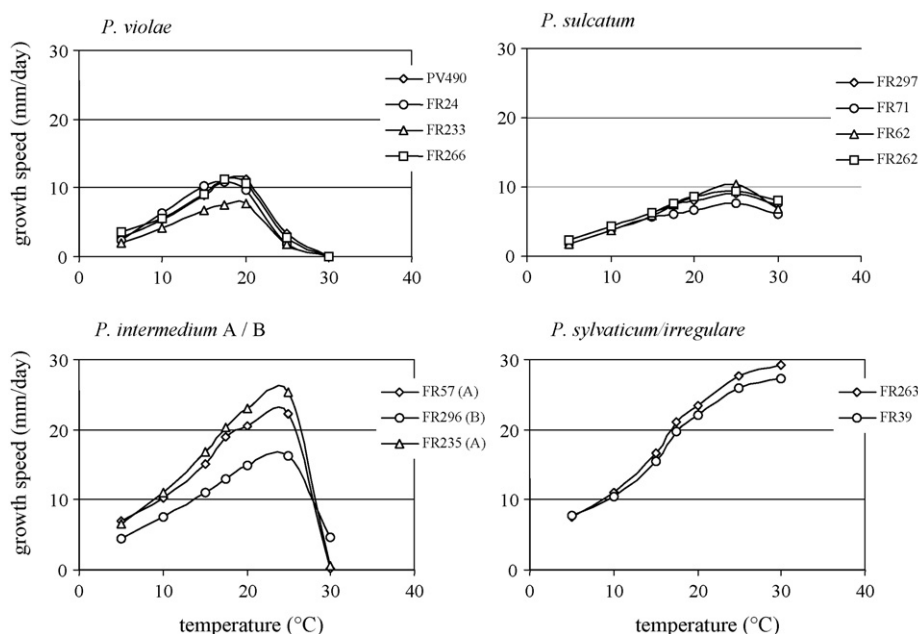 P. violae
growth speed (mm/day)
30
20
10
0
0 10 20 30 40
PV490
FR24
FR233
FR266
P. sulcatum
30
20
10
0
0 10 20 30 40
FR297
FR71
FR62
FR262
P. intermedium A / B
growth speed (mm/day)
30
20
10
0
0 10 20 30 40
temperature (°C)
FR57 (A)
FR296 (B)
FR235 (A)
P. sylvaticum/irregulare
30
20
10
0
0 10 20 30 40
temperature (°C)
FR263
FR39